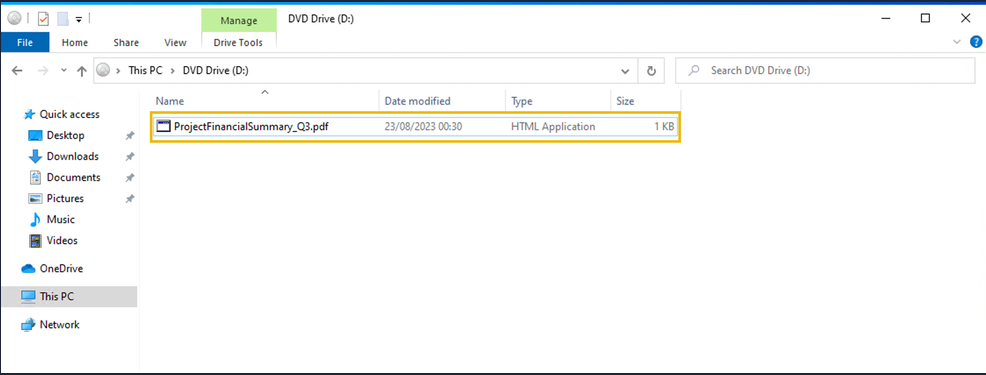 Manage
DVD Drive (D:)
File
Home
Share
View
Drive Tools
This PC
DVD Drive (D:)
Search DVD Drive (D:)
Name
Date modified
Type
Size
ProjectFinancialSummary_Q3.pdf
23/08/2023 00:30
HTML Application
1 KB
Quick access
Desktop
Downloads
Documents
Pictures
Music
Videos
OneDrive
This PC
Network